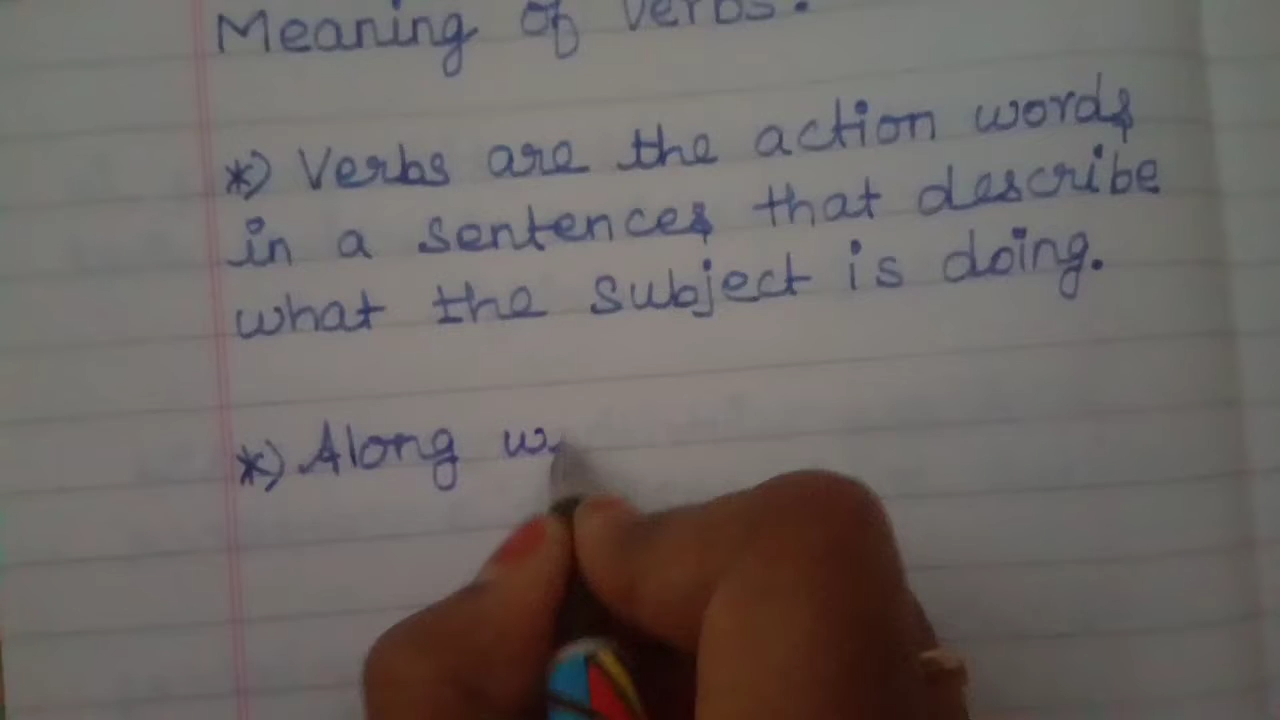 Meaning of verbs.
*) Verbs are the action words
in a sentences that describe
what the subject is doing.
*) Along